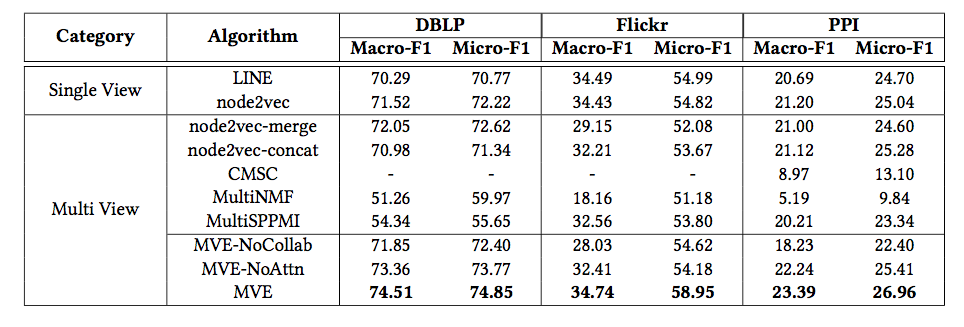 Category Algorithm DBLP Flickr PPI
Macro-F1 Micro-F1 Macro-F1 Micro-F1 Macro-F1 Micro-F1
Single View
LINE 70.29 70.77 34.49 54.99 20.69 24.70
node2vec 71.52 72.22 34.43 54.82 21.20 25.04
Multi View
node2vec-merge 72.05 72.62 29.15 52.08 21.00 24.60
node2vec-concat 70.98 71.34 32.21 53.67 21.12 25.28
CMSC - - - - 8.97 13.10
MultiNMF 51.26 59.97 18.16 51.18 5.19 9.84
MultiSPPMI 54.34 55.65 32.56 53.80 20.21 23.34
MVE-NoCollab 71.85 72.40 28.03 54.62 18.23 22.40
MVE-NoAttn 73.36 73.77 32.41 54.18 22.24 25.41
MVE 74.51 74.85 34.74 58.95 23.39 26.96